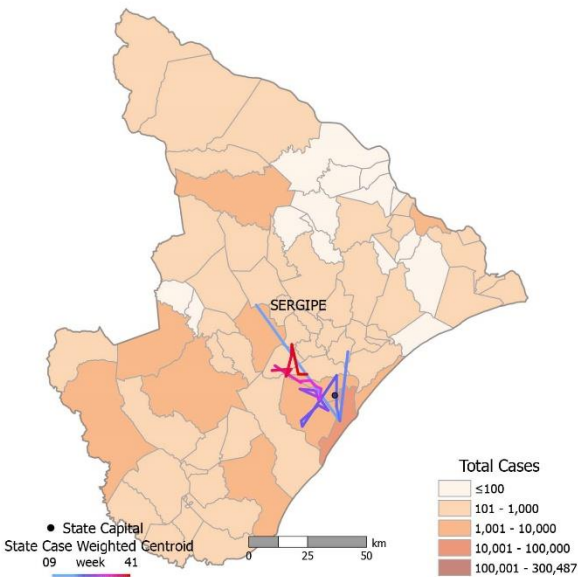 SERGIPE
Total Cases
≤100
101 - 1,000
1,001 - 10,000
10,001 - 100,000
100,001 - 300,487
State Capital
State Case Weighted Centroid
09 week 41
0 25 50 km